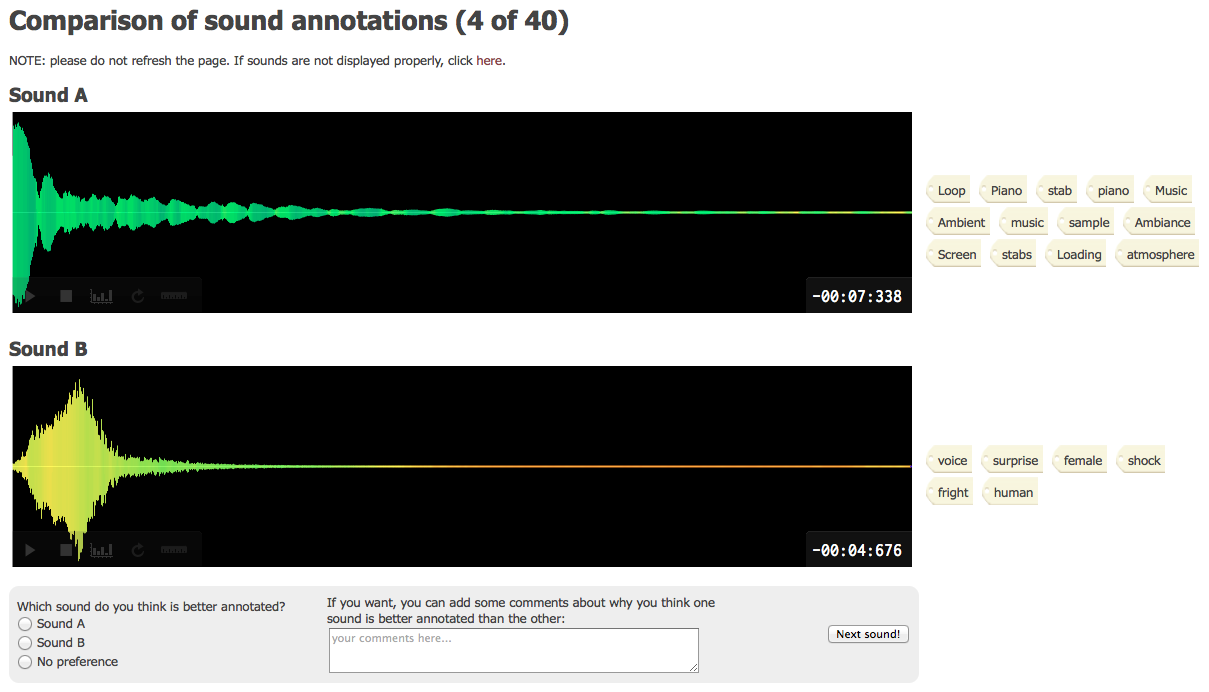 Comparison of sound annotations (4 of 40)
NOTE: please do not refresh the page. If sounds are not displayed properly, click here.
Sound A
Loop Piano stab piano Music
Ambient music sample Ambiance
Screen stabs Loading atmosphere
-00:07:338
Sound B
voice surprise female shock
fright human
-00:04:676
Which sound do you think is better annotated?
Sound A
Sound B
No preference
If you want, you can add some comments about why you think one
sound is better annotated than the other:
your comments here...
Next sound!